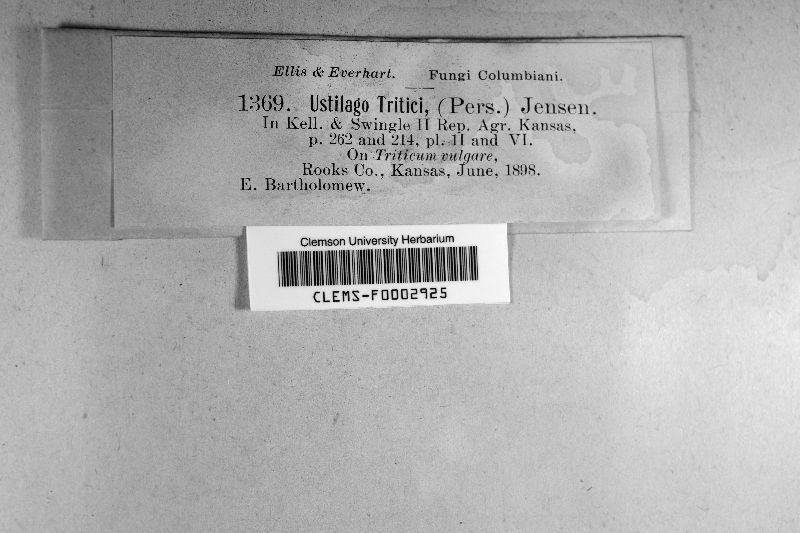 Ellis & Everhart. Fungi Columbiani.
1369. Ustilago Tritici, (Pers.) Jensen.
In Kell. & Swingle II Rep. Agr. Kansas,
p. 262 and 214, pl. II and VI.
On Triticum vulgare,
Rooks Co., Kansas, June, 1898.
E. Bartholomew.
Clemson University Herbarium
CLEMS-F0002925